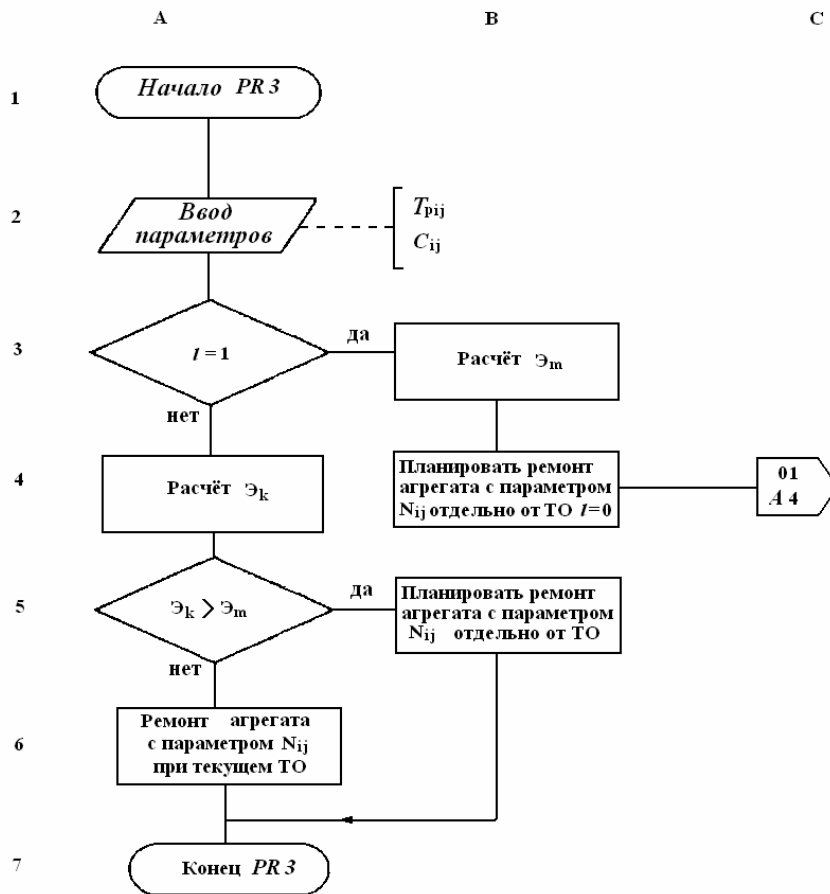 A B C
1
Начало PR 3
2
Ввод
параметров
Tpij
Cij
3
l = 1
да
Расчёт Эm
нет
4
Расчёт Эk
Планировать ремонт
агрегата с параметром
Nij отдельно от ТО l=0
01
A 4
5
Эk > Эm
да
Планировать ремонт
агрегата с параметром
Nij отдельно от ТО
нет
6
Ремонт агрегата
с параметром Nij
при текущем ТО
7
Конец PR 3